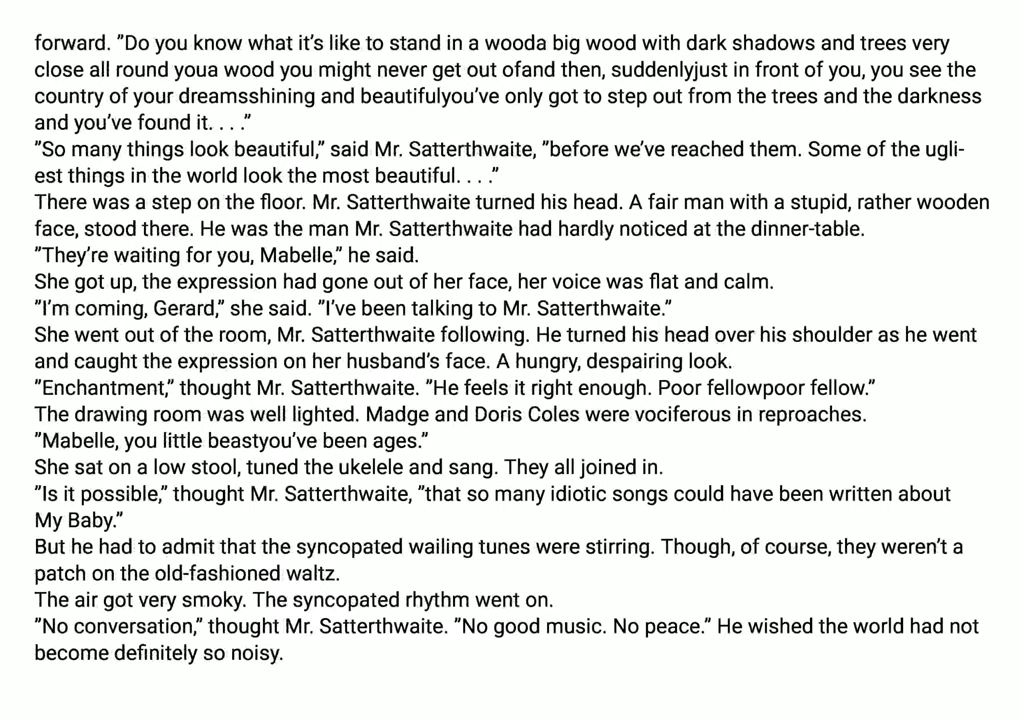 forward. ”Do you know what it’s like to stand in a wooda big wood with dark shadows and trees very
close all round youa wood you might never get out ofand then, suddenlyjust in front of you, you see the
country of your dreamsshining and beautifulyou’ve only got to step out from the trees and the darkness
and you’ve found it. . . .”
”So many things look beautiful,” said Mr. Satterthwaite, ”before we’ve reached them. Some of the ugli-
est things in the world look the most beautiful. . . .”
There was a step on the floor. Mr. Satterthwaite turned his head. A fair man with a stupid, rather wooden
face, stood there. He was the man Mr. Satterthwaite had hardly noticed at the dinner-table.
”They’re waiting for you, Mabelle,” he said.
She got up, the expression had gone out of her face, her voice was flat and calm.
”I’m coming, Gerard,” she said. ”I’ve been talking to Mr. Satterthwaite.”
She went out of the room, Mr. Satterthwaite following. He turned his head over his shoulder as he went
and caught the expression on her husband’s face. A hungry, despairing look.
”Enchantment,” thought Mr. Satterthwaite. ”He feels it right enough. Poor fellowpoor fellow.”
The drawing room was well lighted. Madge and Doris Coles were vociferous in reproaches.
”Mabelle, you little beastyou’ve been ages.”
She sat on a low stool, tuned the ukelele and sang. They all joined in.
”Is it possible,” thought Mr. Satterthwaite, ”that so many idiotic songs could have been written about
My Baby.”
But he had to admit that the syncopated wailing tunes were stirring. Though, of course, they weren’t a
patch on the old-fashioned waltz.
The air got very smoky. The syncopated rhythm went on.
”No conversation,” thought Mr. Satterthwaite. ”No good music. No peace.” He wished the world had not
become definitely so noisy.